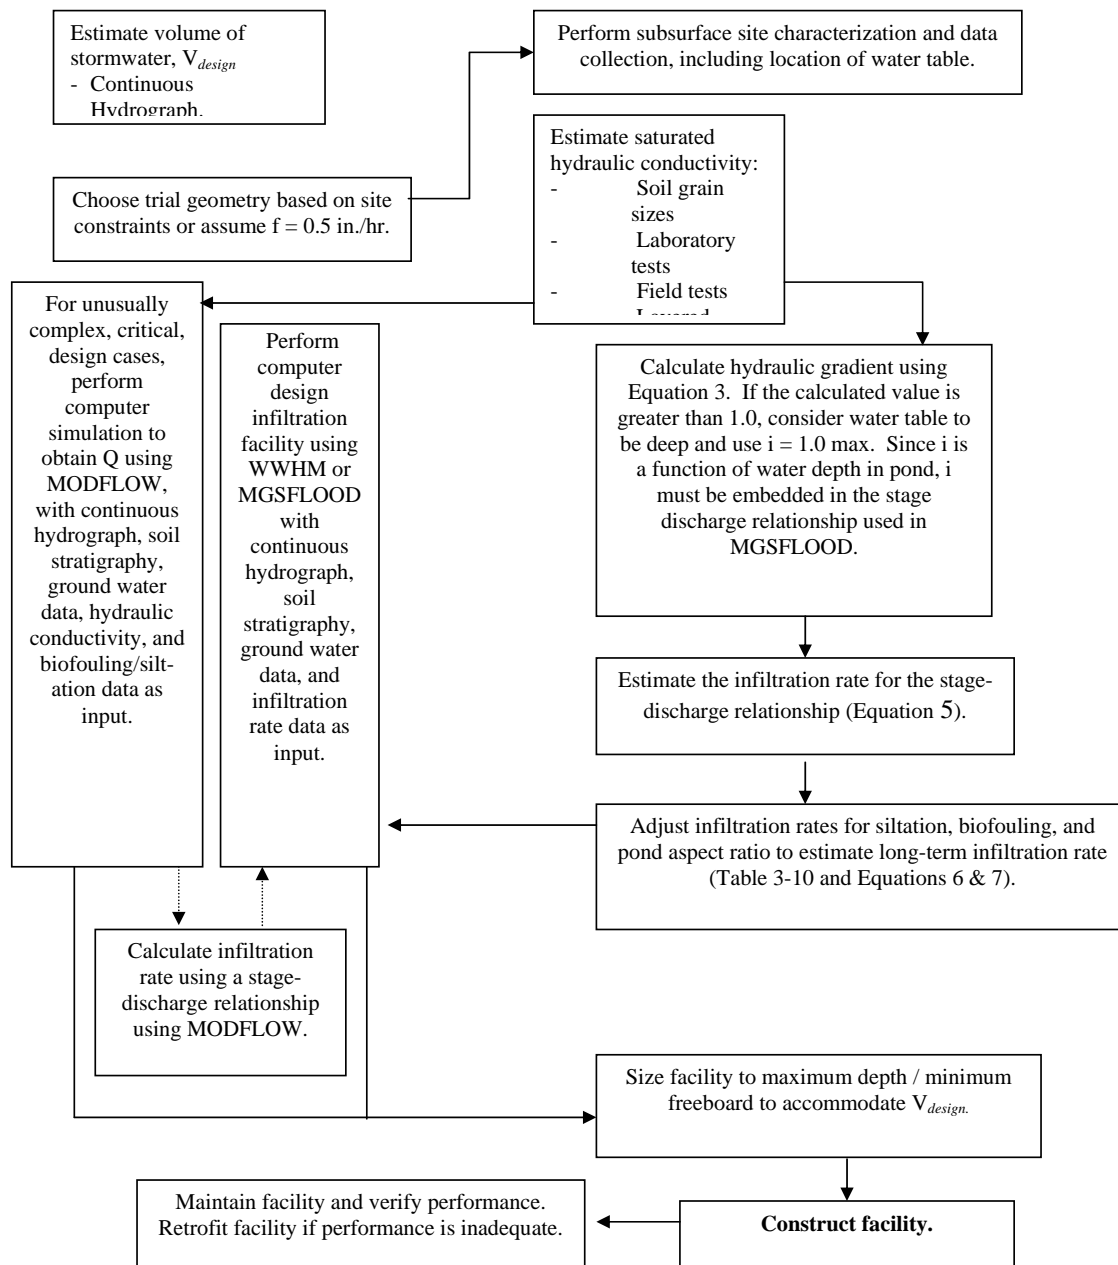 Estimate volume of
stormwater, Vdesign
- Continuous
Hydrograph.
Perform subsurface site characterization and data
collection, including location of water table.
Choose trial geometry based on site
constraints or assume f = 0.5 in./hr.
Estimate saturated
hydraulic conductivity:
- Soil grain
sizes
- Laboratory
tests
- Field tests
Layered
For unusually
complex, critical,
design cases,
perform
computer
simulation to
obtain Q using
MODFLOW,
with continuous
hydrograph, soil
stratigraphy,
ground water
data, hydraulic
conductivity, and
biofouling/silt-
ation data as
input.
Perform
computer
design
infiltration
facility using
WWHM or
MGSFLOOD
with
continuous
hydrograph,
soil
stratigraphy,
ground water
data, and
infiltration
rate data as
input.
Calculate hydraulic gradient using
Equation 3. If the calculated value is
greater than 1.0, consider water table to
be deep and use i = 1.0 max. Since i is
a function of water depth in pond, i
must be embedded in the stage
discharge relationship used in
MGSFLOOD.
Estimate the infiltration rate for the stage-
discharge relationship (Equation 5).
Adjust infiltration rates for siltation, biofouling, and
pond aspect ratio to estimate long-term infiltration rate
(Table 3-10 and Equations 6 & 7).
Calculate infiltration
rate using a stage-
discharge relationship
using MODFLOW.
Size facility to maximum depth / minimum
freeboard to accommodate Vdesign.
Maintain facility and verify performance.
Retrofit facility if performance is inadequate.
Construct facility.